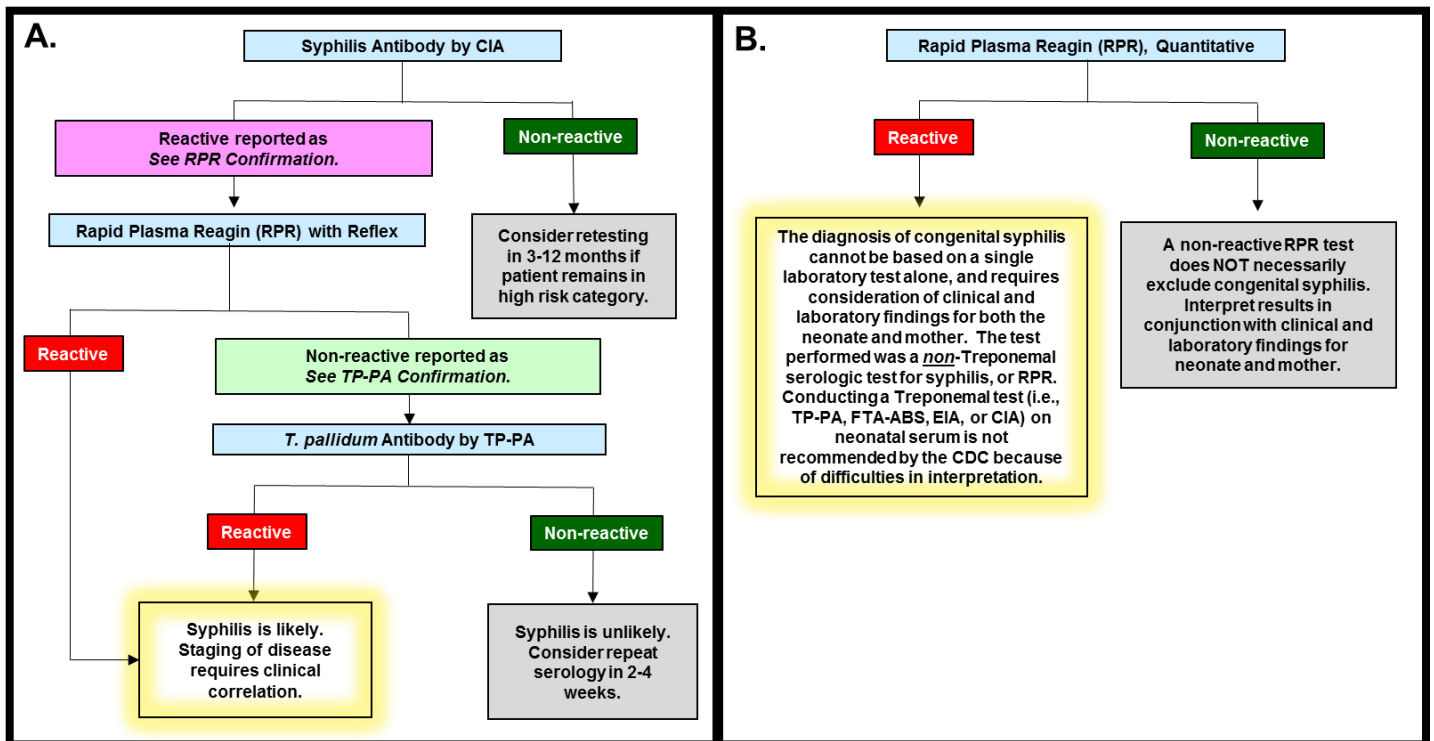 A.
Syphilis Antibody by CIA
Reactive reported as
See RPR Confirmation.
Non-reactive
Rapid Plasma Reagin (RPR) with Reflex
Consider retesting
in 3-12 months if
patient remains in
high risk category.
Reactive
Non-reactive reported as
See TP-PA Confirmation.
T. pallidum Antibody by TP-PA
Reactive
Non-reactive
Syphilis is likely.
Staging of disease
requires clinical
correlation.
Syphilis is unlikely.
Consider repeat
serology in 2-4
weeks.
B.
Rapid Plasma Reagin (RPR), Quantitative
Reactive
Non-reactive
The diagnosis of congenital syphilis
cannot be based on a single
laboratory test alone, and requires
consideration of clinical and
laboratory findings for both the
neonate and mother. The test
performed was a non-Treponemal
serologic test for syphilis, or RPR.
Conducting a Treponemal test (i.e.,
TP-PA, FTA-ABS, EIA, or CIA) on
neonatal serum is not
recommended by the CDC because
of difficulties in interpretation.
A non-reactive RPR test
does NOT necessarily
exclude congenital syphilis.
Interpret results in
conjunction with clinical and
laboratory findings for
neonate and mother.